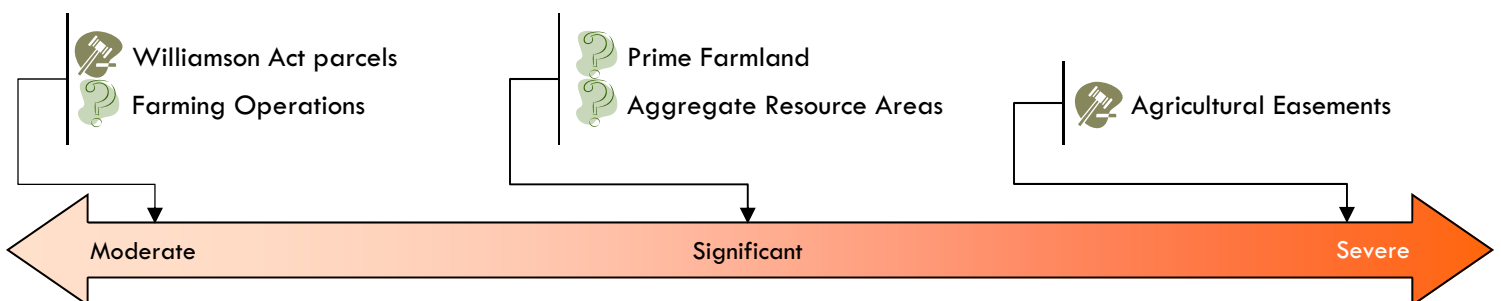 Williamson Act parcels
Farming Operations
Prime Farmland
Aggregate Resource Areas
Agricultural Easements
Moderate
Significant
Severe